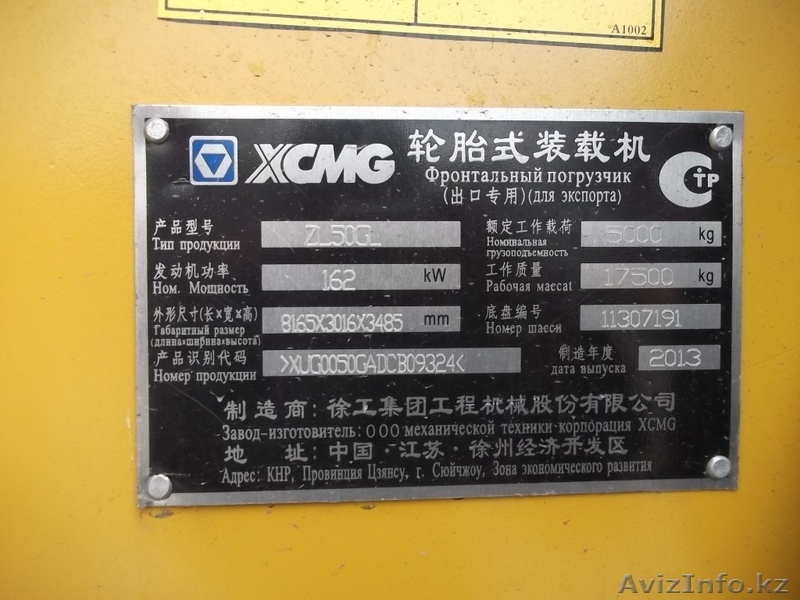 A1002
XCMG 轮胎式装载机
Фронтальный погрузчик
(出口专用)(для экспорта)
СТР
产品型号 ZL50GL 额定工作载荷 5000 kg
Тип продукции Номинальная грузоподъемность
发动机功率 162 kW 工作质量 17500 kg
Ном. Мощность Рабочая массат
外形尺寸(长×宽×高) 8165X3016X3485 mm 底盘编号 11307191
Габаритный размер (длина×ширина×высота) Номер шасси
产品识别代码 >XUG0050GADCB09324< 制造年度 2013
Номер продукции дата выпуска
制造商:徐工集团工程机械股份有限公司
Завод-изготовитель: ООО механической техники корпорация XCMG
地 址:中国·江苏·徐州经济开发区
Адрес: КНР, Провинция Цзянсу, г. Сюйчжоу, Зона экономического развития
AvizInfo.kz